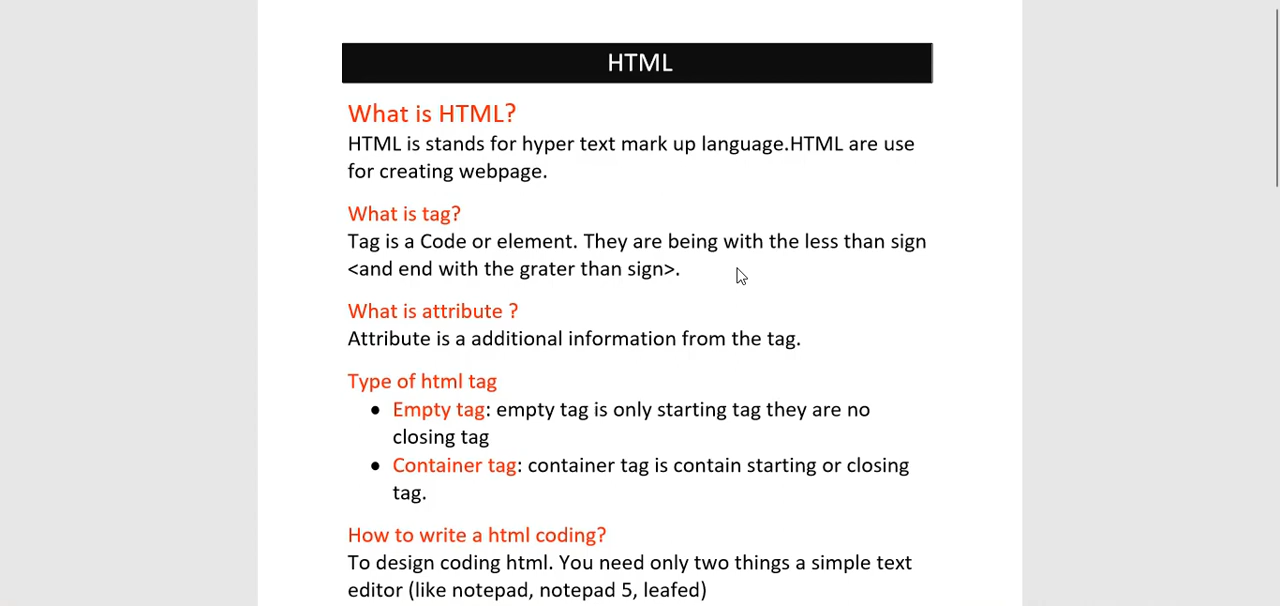 HTML
What is HTML?
HTML is stands for hyper text mark up language.HTML are use
for creating webpage.
What is tag?
Tag is a Code or element. They are being with the less than sign
<and end with the grater than sign>.
What is attribute ?
Attribute is a additional information from the tag.
Type of html tag
● Empty tag: empty tag is only starting tag they are no
closing tag
● Container tag: container tag is contain starting or closing
tag.
How to write a html coding?
To design coding html. You need only two things a simple text
editor (like notepad, notepad 5, leafed)